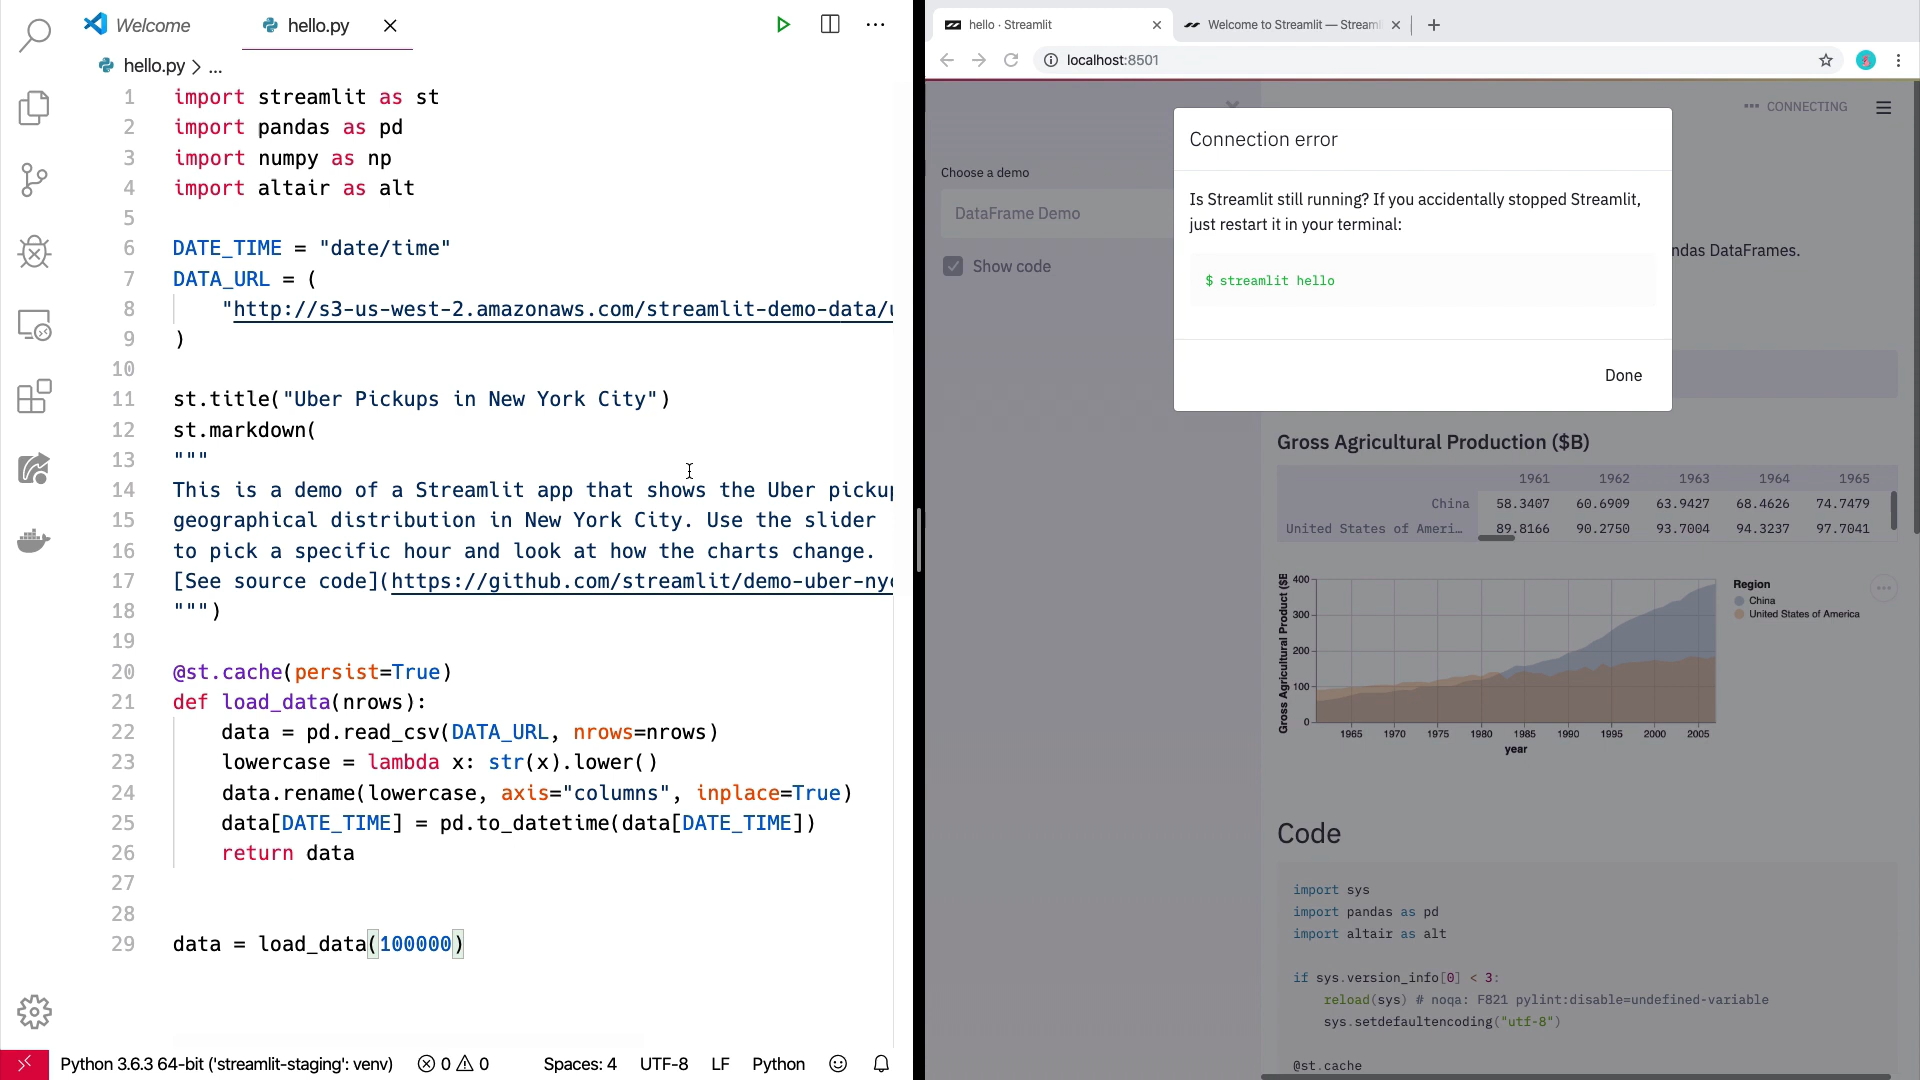 Welcome
hello.py
hello.py > ...
1 import streamlit as st
2 import pandas as pd
3 import numpy as np
4 import altair as alt
5
6 DATE_TIME = "date/time"
7 DATA_URL = (
8 "http://s3-us-west-2.amazonaws.com/streamlit-demo-data/
9 )
10
11 st.title("Uber Pickups in New York City")
12 st.markdown(
13 """
14 This is a demo of a Streamlit app that shows the Uber pickup
15 geographical distribution in New York City. Use the slider
16 to pick a specific hour and look at how the charts change.
17 [See source code](https://github.com/streamlit/demo-uber-nyc
18 """)
19
20 @st.cache(persist=True)
21 def load_data(nrows):
22 data = pd.read_csv(DATA_URL, nrows=nrows)
23 lowercase = lambda x: str(x).lower()
24 data.rename(lowercase, axis="columns", inplace=True)
25 data[DATE_TIME] = pd.to_datetime(data[DATE_TIME])
26 return data
27
28
29 data = load_data(100000)
Python 3.6.3 64-bit ('streamlit-staging': venv) 0 0 Spaces: 4 UTF-8 LF Python
hello · Streamlit
Welcome to Streamlit — Stream
localhost:8501
CONNECTING
Choose a demo
DataFrame Demo
Show code
Connection error
Is Streamlit still running? If you accidentally stopped Streamlit,
just restart it in your terminal:
$ streamlit hello
Done
ndas DataFrames.
Gross Agricultural Production ($B)
1961 1962 1963 1964 1965
China 58.3407 60.6909 63.9427 68.4626 74.7479
United States of Ameri… 89.8166 90.2750 93.7004 94.3237 97.7041
Gross Agricultural Product ($B
400
300
200
100
0
1965 1970 1975 1980 1985 1990 1995 2000 2005
year
Region
China
United States of America
Code
import sys
import pandas as pd
import altair as alt
if sys.version_info[0] < 3:
reload(sys) # noqa: F821 pylint:disable=undefined-variable
sys.setdefaultencoding("utf-8")
@st.cache